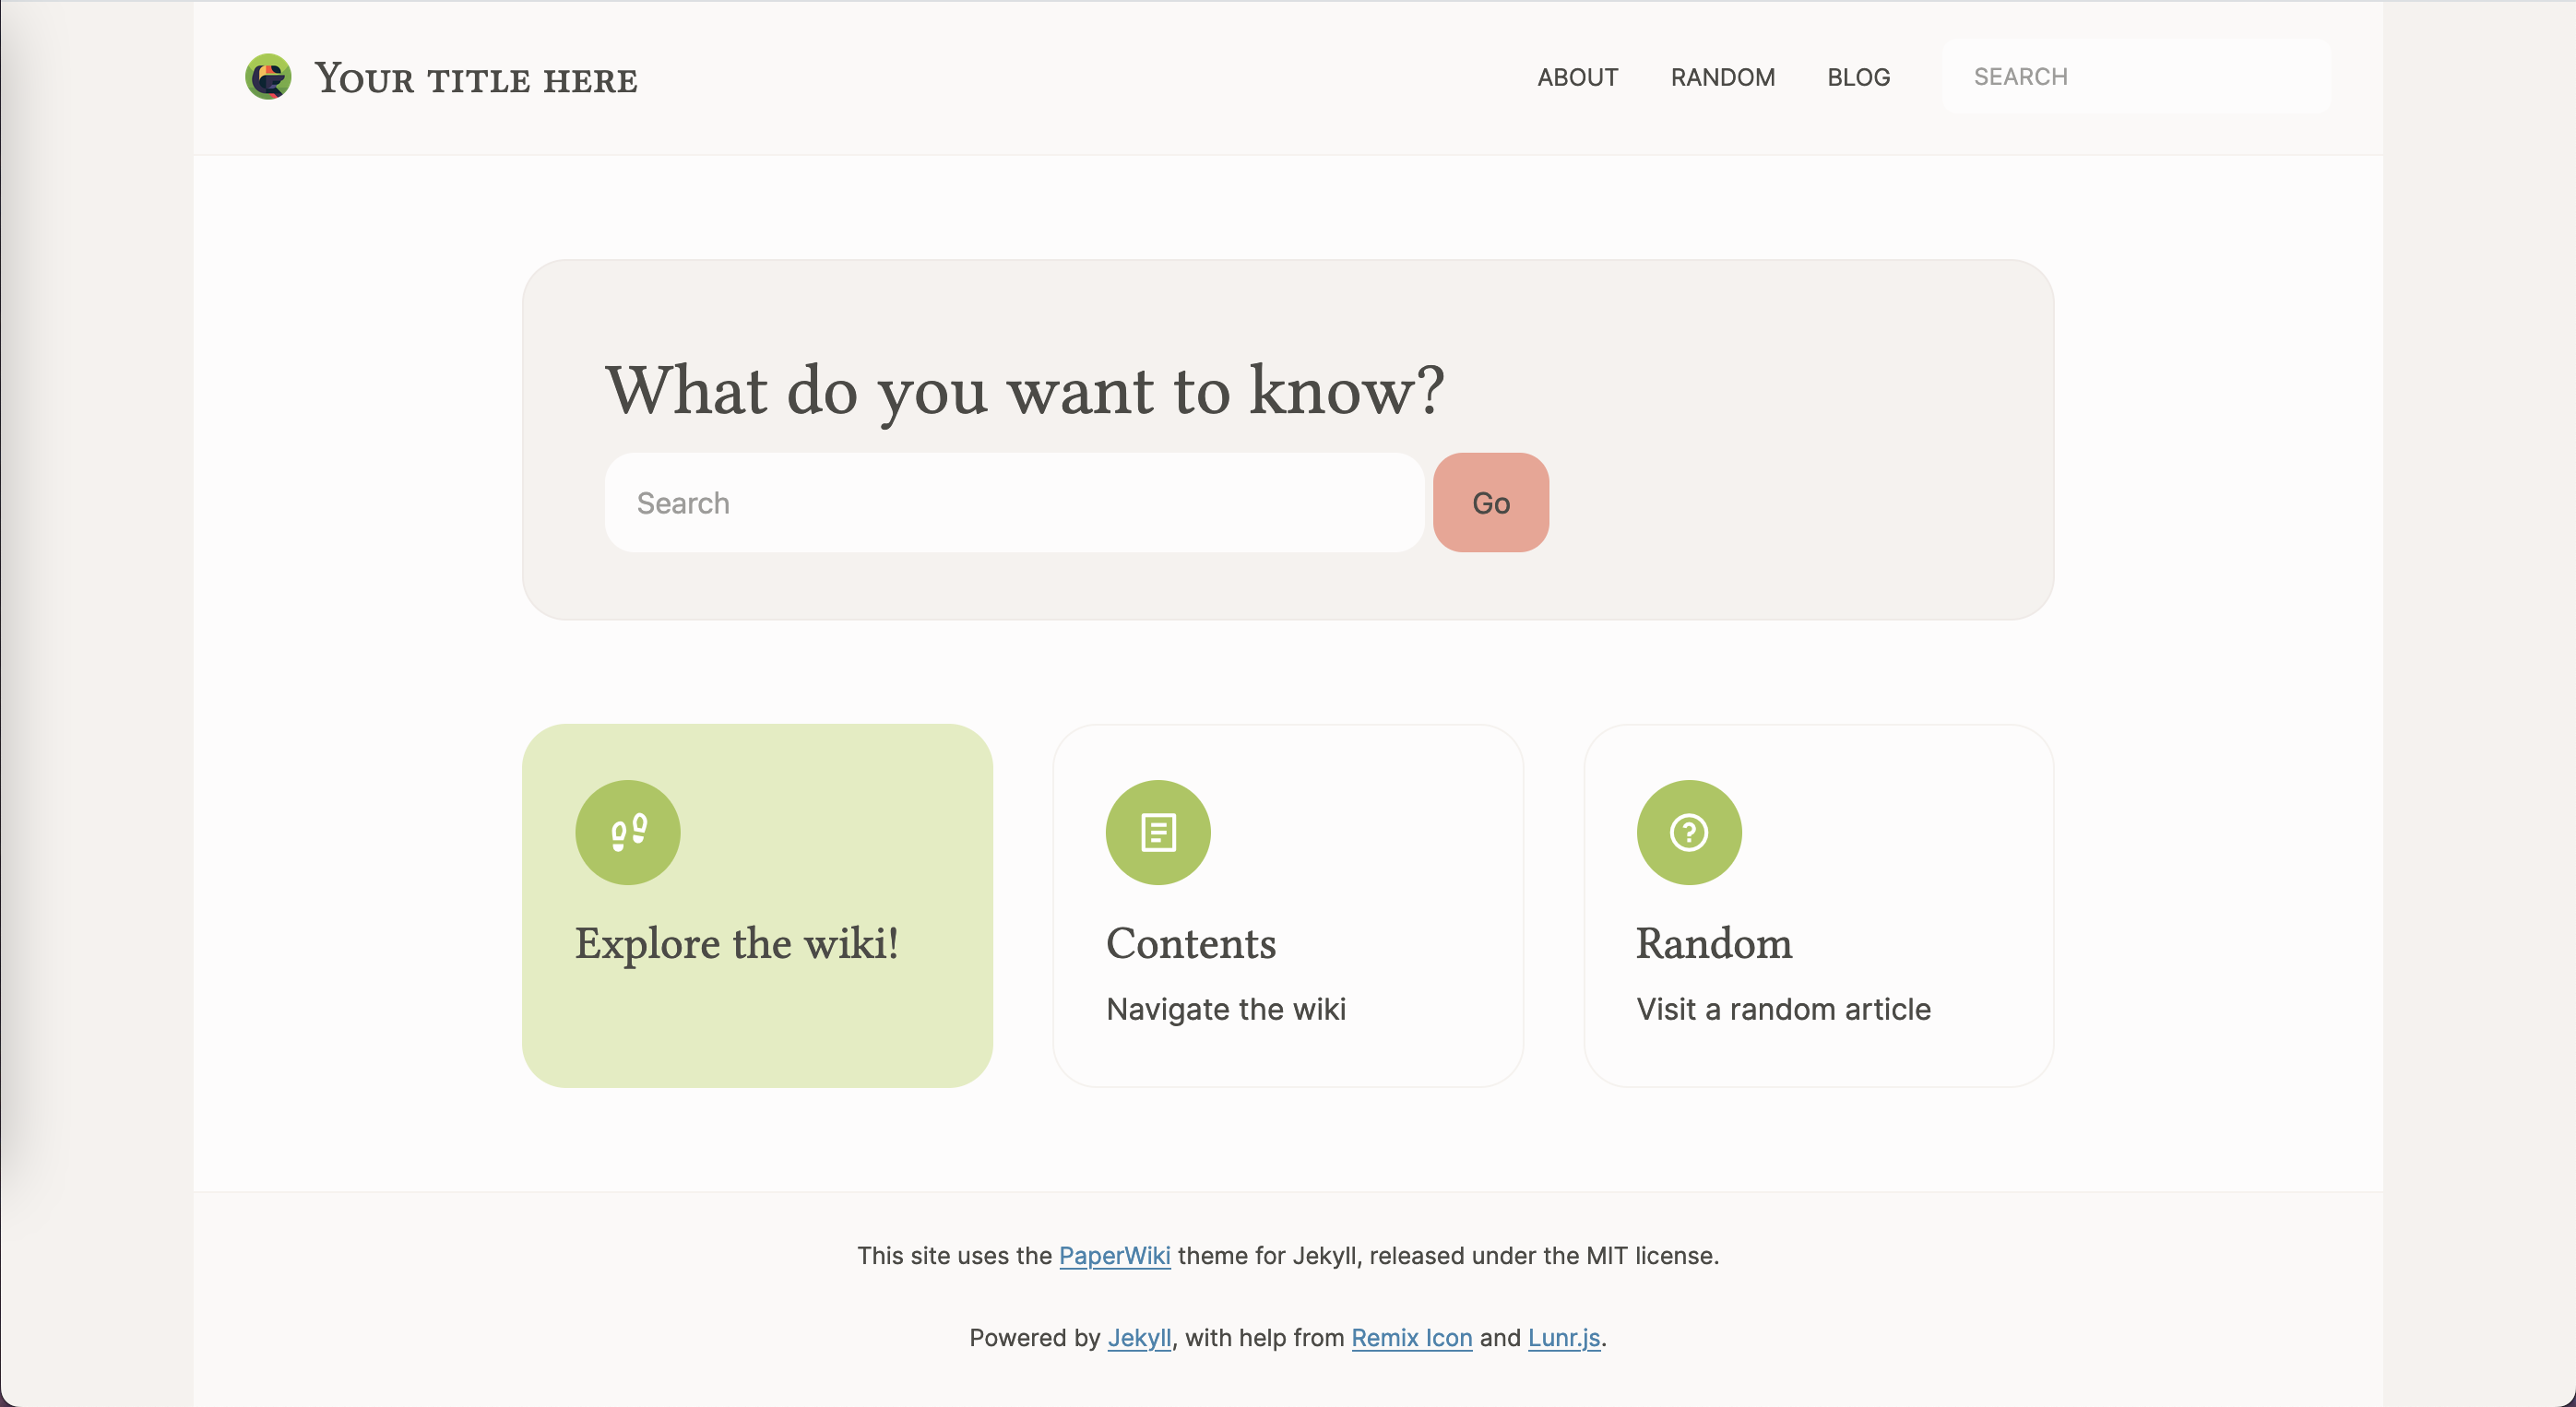 Your title here
ABOUT RANDOM BLOG SEARCH
What do you want to know?
Search Go
Explore the wiki!
Contents
Navigate the wiki
Random
Visit a random article
This site uses the PaperWiki theme for Jekyll, released under the MIT license.
Powered by Jekyll, with help from Remix Icon and Lunr.js.